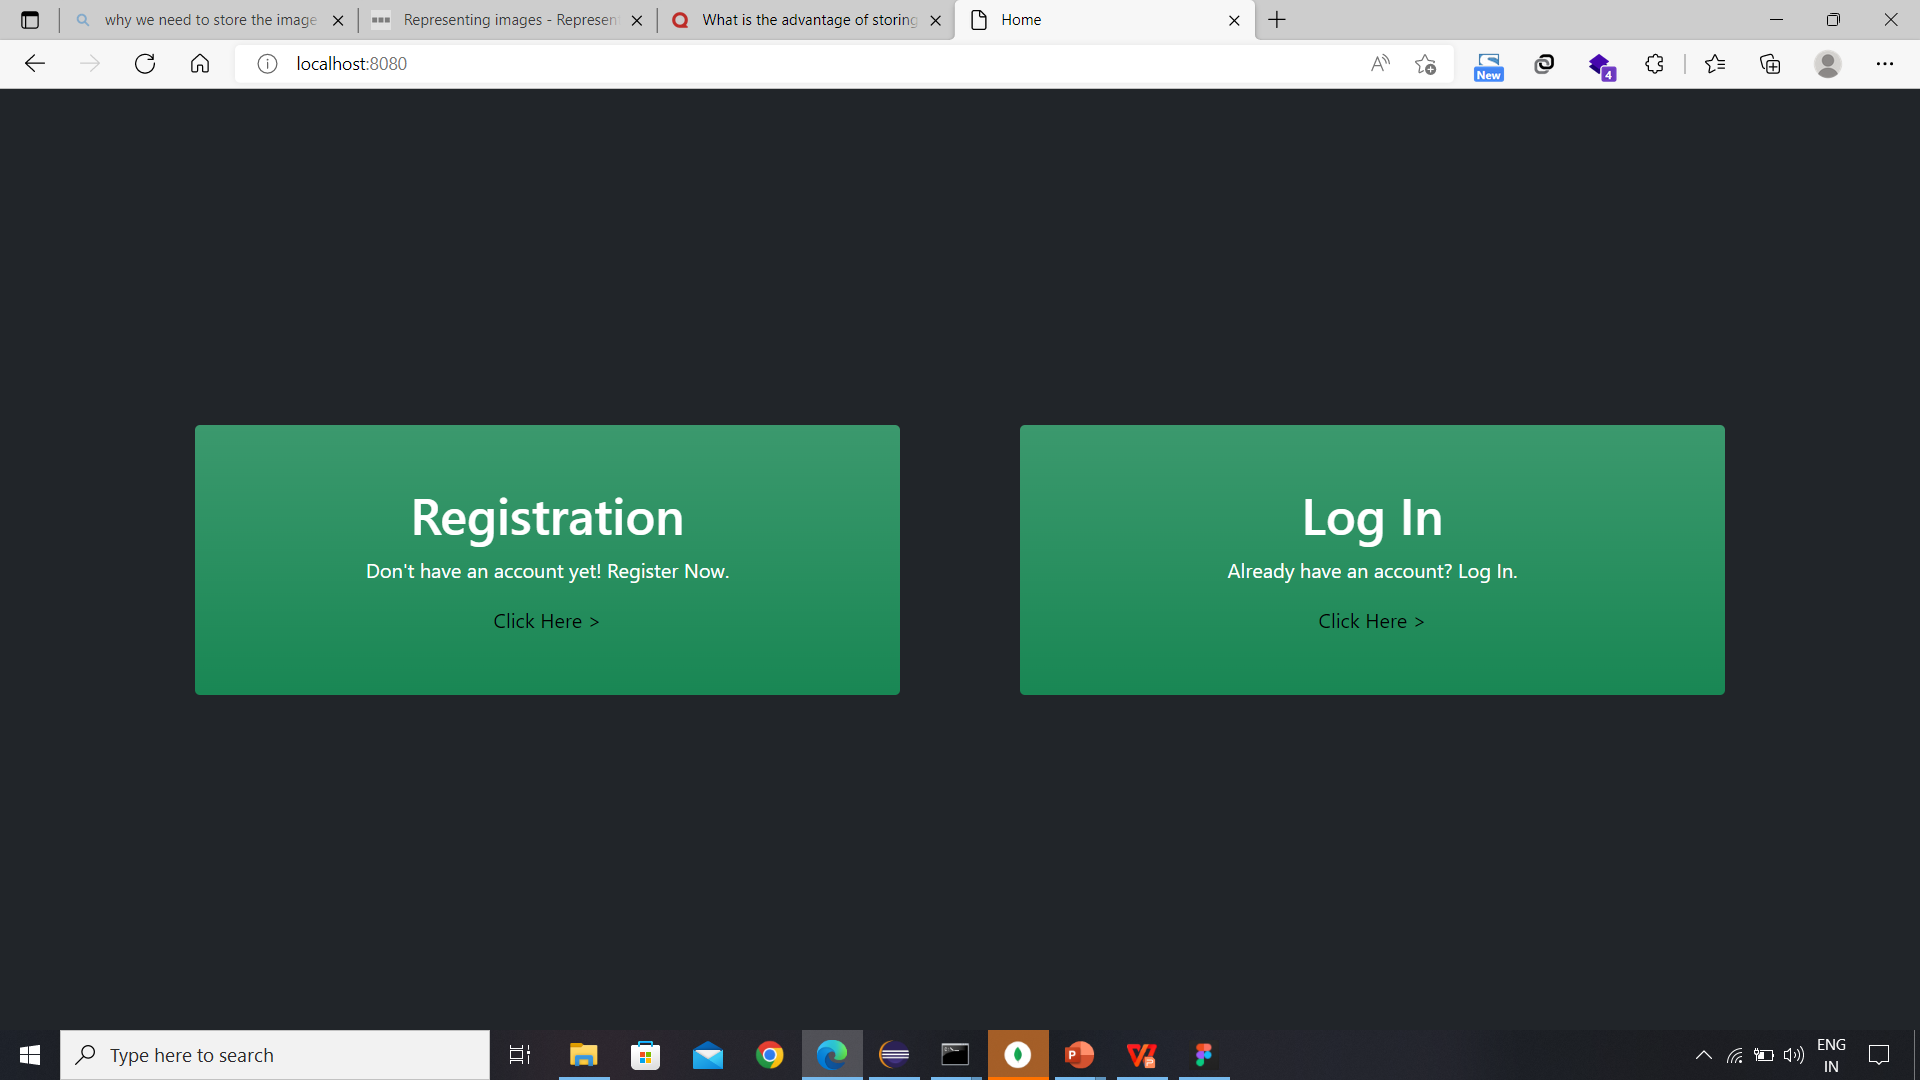 why we need to store the image
Representing images - Represen
What is the advantage of storing
Home
localhost:8080
New
4
Registration
Don't have an account yet! Register Now.
Click Here >
Log In
Already have an account? Log In.
Click Here >
Type here to search
ENG
IN